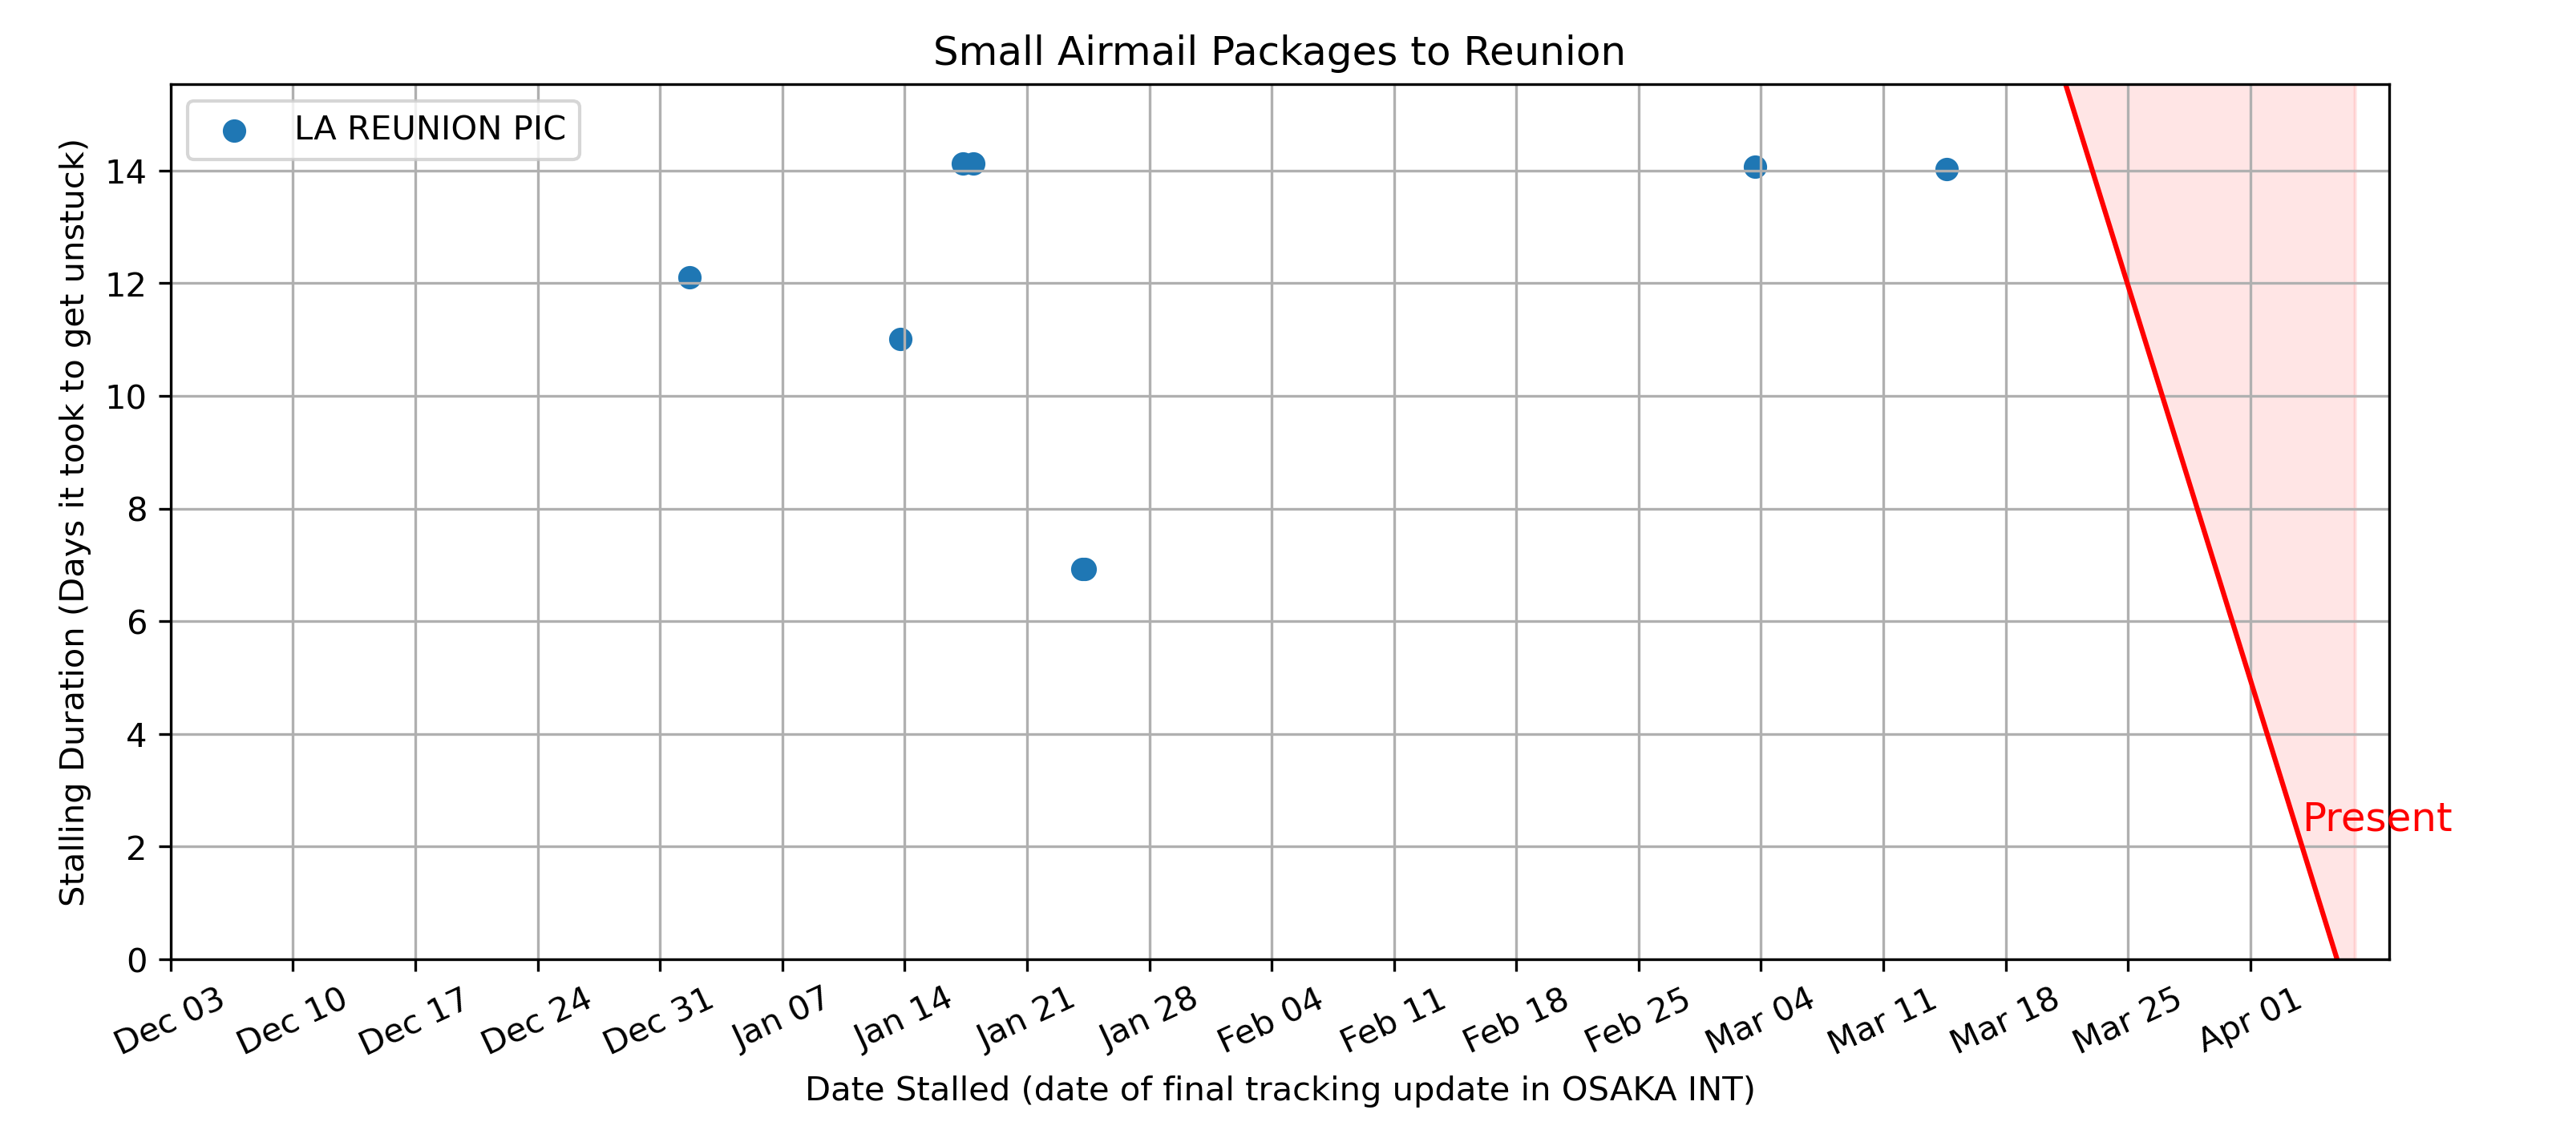 Small Airmail Packages to Reunion
LA REUNION PIC
Stalling Duration (Days it took to get unstuck)
14
12
10
8
6
4
2
0
Present
Dec 03
Dec 10
Dec 17
Dec 24
Dec 31
Jan 07
Jan 14
Jan 21
Jan 28
Feb 04
Feb 11
Feb 18
Feb 25
Mar 04
Mar 11
Mar 18
Mar 25
Apr 01
Date Stalled (date of final tracking update in OSAKA INT)